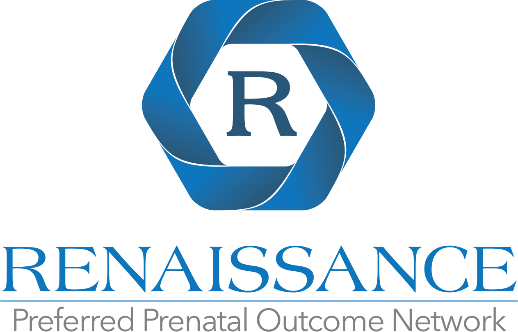 R
RENAISSANCE
Preferred Prenatal Outcome Network